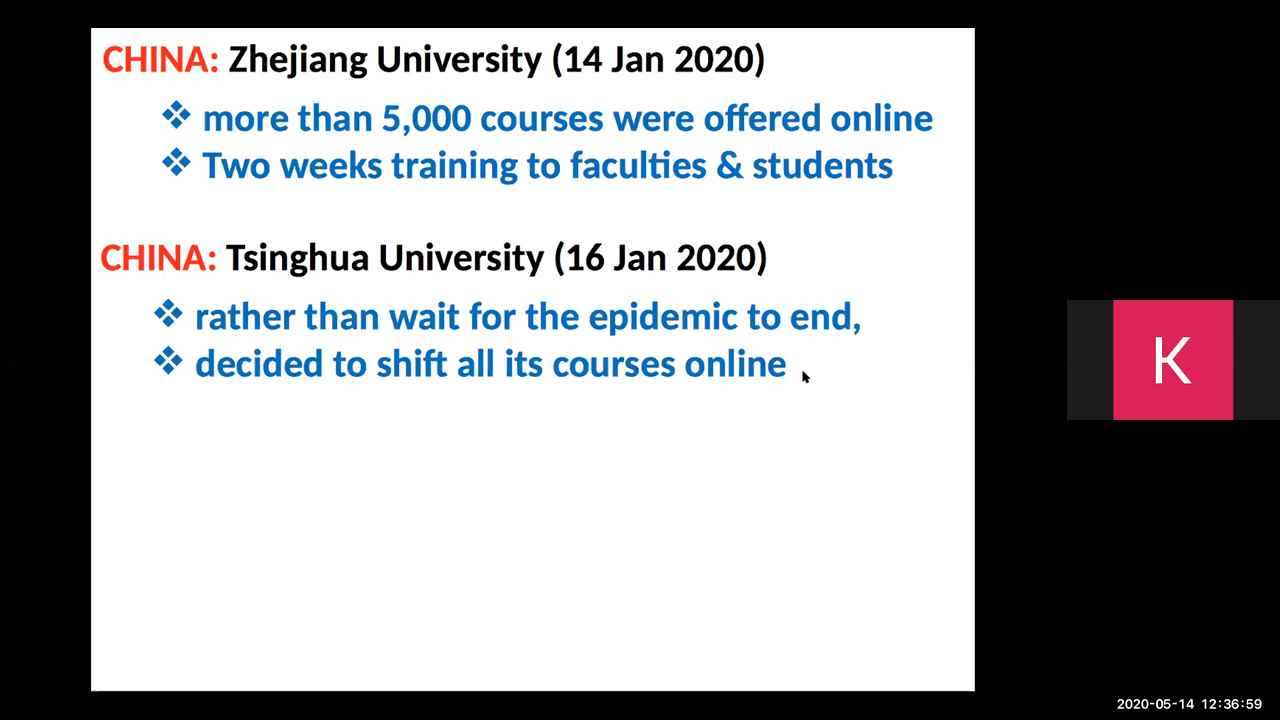 CHINA: Zhejiang University (14 Jan 2020)
❖ more than 5,000 courses were offered online
❖ Two weeks training to faculties & students
CHINA: Tsinghua University (16 Jan 2020)
❖ rather than wait for the epidemic to end,
❖ decided to shift all its courses online
K
2020-05-14 12:36:59